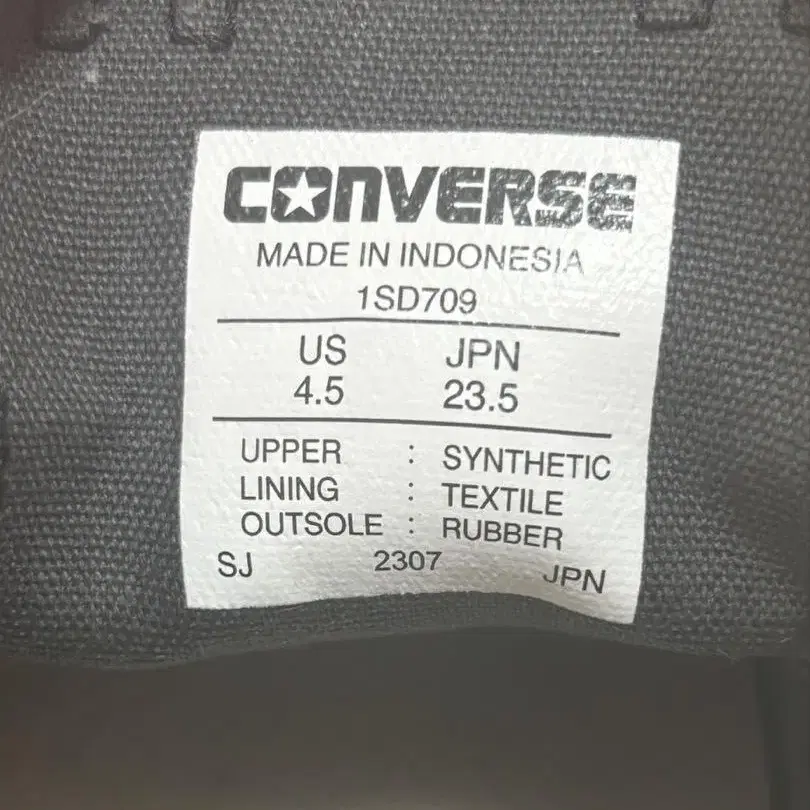 CONVERSE
MADE IN INDONESIA
1SD709
US JPN
4.5 23.5
UPPER : SYNTHETIC
LINING : TEXTILE
OUTSOLE : RUBBER
SJ 2307 JPN